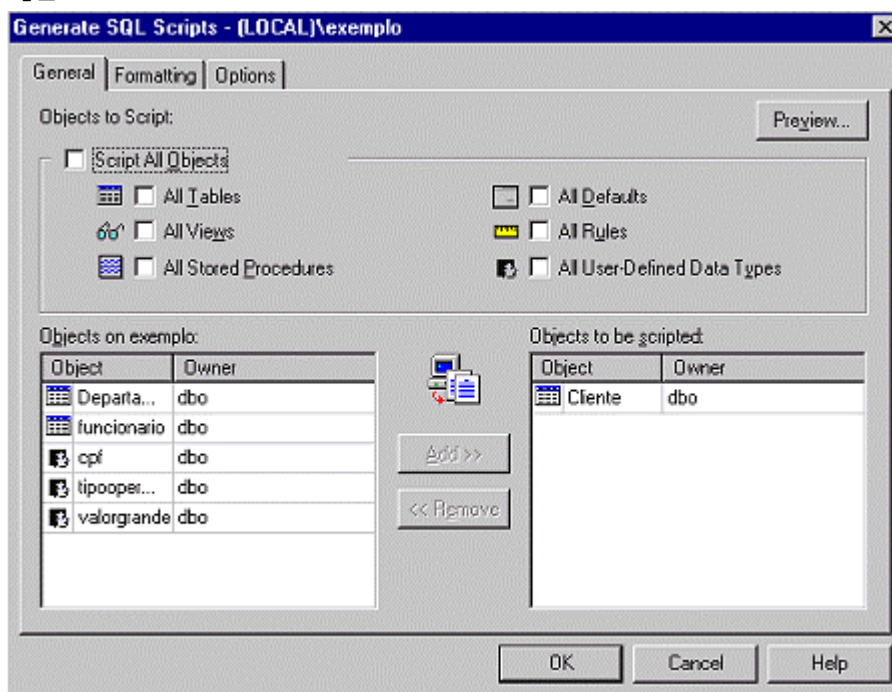 Generate SQL Scripts - (LOCAL)\exemplo
General Formatting Options
Objects to Script:
Preview...
Script All Objects
All Tables All Defaults
All Views All Rules
All Stored Procedures All User-Defined Data Types
Objects on exemplo: Objects to be scripted:
Object Owner Object Owner
Departa... dbo Cliente dbo
funcionario dbo
cpf dbo
Add >>
tipooper... dbo
<< Remove
valorgrande dbo
OK Cancel Help